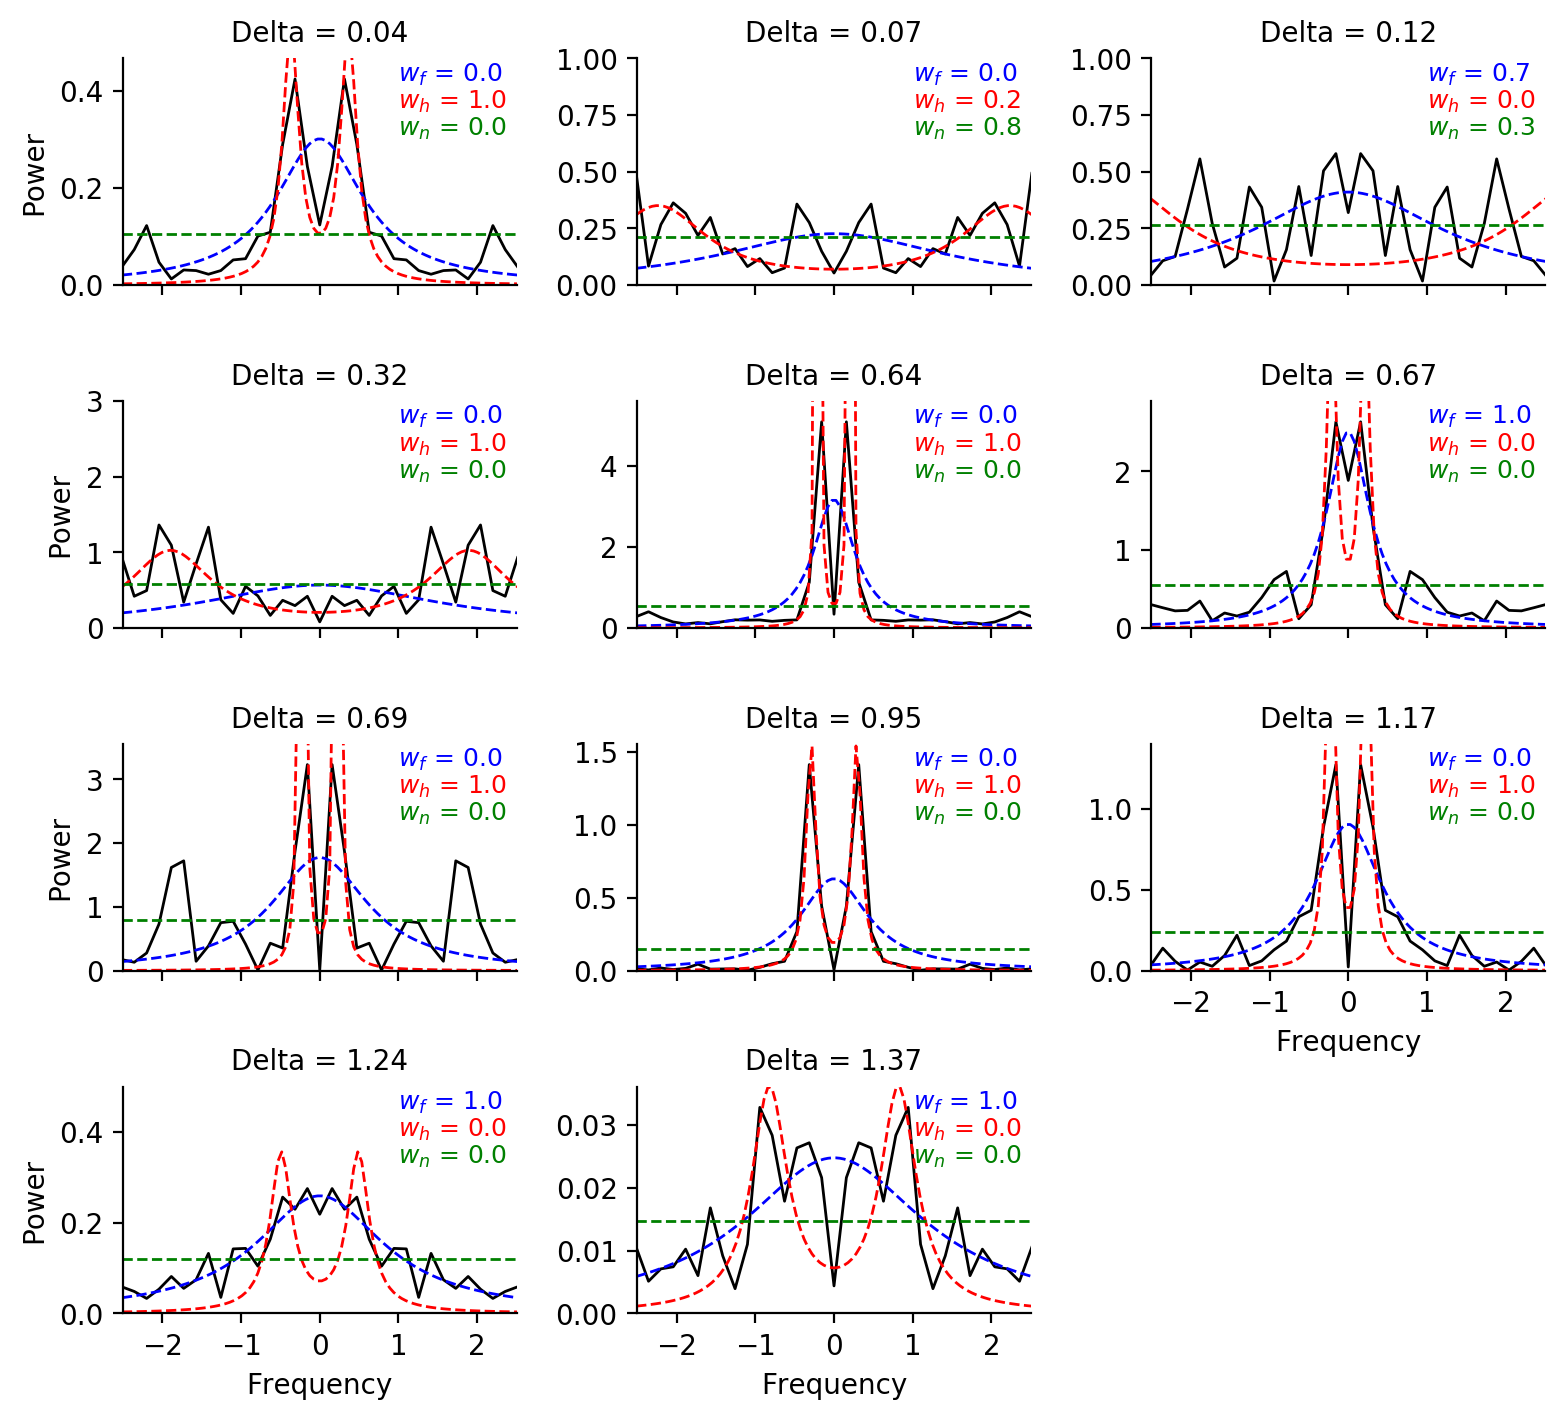 Delta = 0.04
Delta = 0.07
Delta = 0.12
Power
0.4
0.2
0.0
w_f = 0.0
w_h = 1.0
w_n = 0.0
1.00
0.75
0.50
0.25
0.00
w_f = 0.0
w_h = 0.2
w_n = 0.8
1.00
0.75
0.50
0.25
0.00
w_f = 0.7
w_h = 0.0
w_n = 0.3
Delta = 0.32
Delta = 0.64
Delta = 0.67
Power
3
2
1
0
w_f = 0.0
w_h = 1.0
w_n = 0.0
4
2
0
w_f = 0.0
w_h = 1.0
w_n = 0.0
2
1
0
w_f = 1.0
w_h = 0.0
w_n = 0.0
Delta = 0.69
Delta = 0.95
Delta = 1.17
Power
3
2
1
0
w_f = 0.0
w_h = 1.0
w_n = 0.0
1.5
1.0
0.5
0.0
w_f = 0.0
w_h = 1.0
w_n = 0.0
1.0
0.5
0.0
w_f = 0.0
w_h = 1.0
w_n = 0.0
−2 −1 0 1 2
Frequency
Delta = 1.24
Delta = 1.37
Power
0.4
0.2
0.0
w_f = 1.0
w_h = 0.0
w_n = 0.0
−2 −1 0 1 2
Frequency
0.03
0.02
0.01
0.00
w_f = 1.0
w_h = 0.0
w_n = 0.0
−2 −1 0 1 2
Frequency